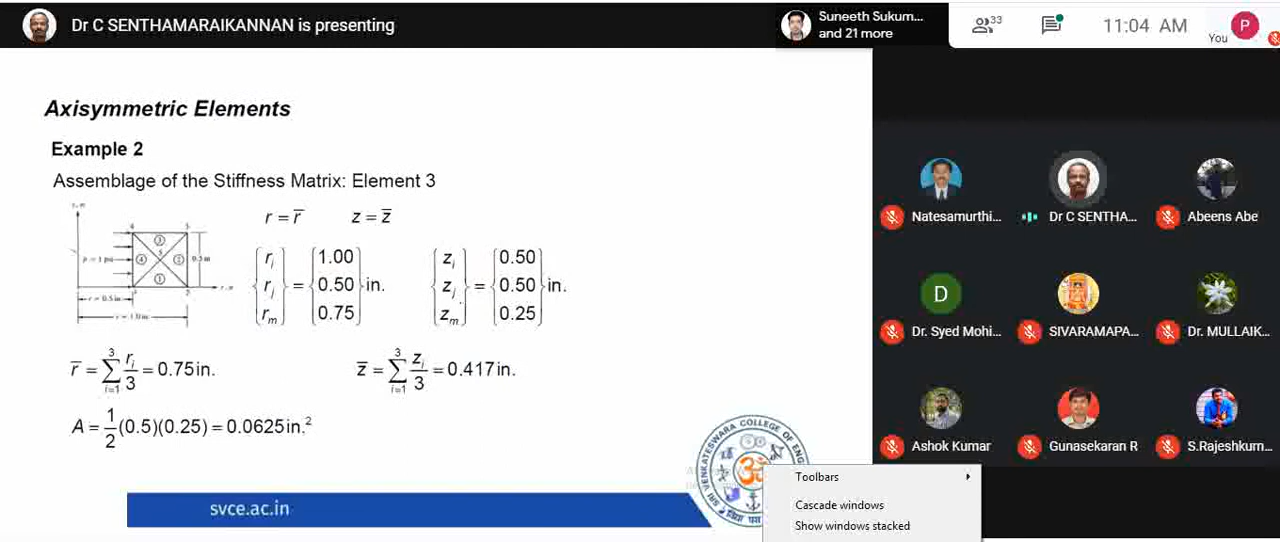 Dr C SENTHAMARAIKANNAN is presenting
Suneeth Sukum...
and 21 more
33
11:04 AM
You
P
Axisymmetric Elements
Example 2
Assemblage of the Stiffness Matrix: Element 3
r = r̅ z = z̅
{rᵢ rⱼ rₘ} = {1.00 0.50 0.75} in. {zᵢ zⱼ zₘ} = {0.50 0.50 0.25} in.
r̅ = ∑ᵢ₌₁³ rᵢ/3 = 0.75 in. z̅ = ∑ᵢ₌₁³ zᵢ/3 = 0.417 in.
A = 1/2 (0.5)(0.25) = 0.0625 in.²
svce.ac.in
Natesamurthi...
Dr C SENTHA...
Abeens Abe
D
Dr. Syed Mohi...
SIVARAMAPA...
Dr. MULLAIK...
Ashok Kumar
Gunasekaran R
S.Rajeshkum...
Toolbars
Cascade windows
Show windows stacked